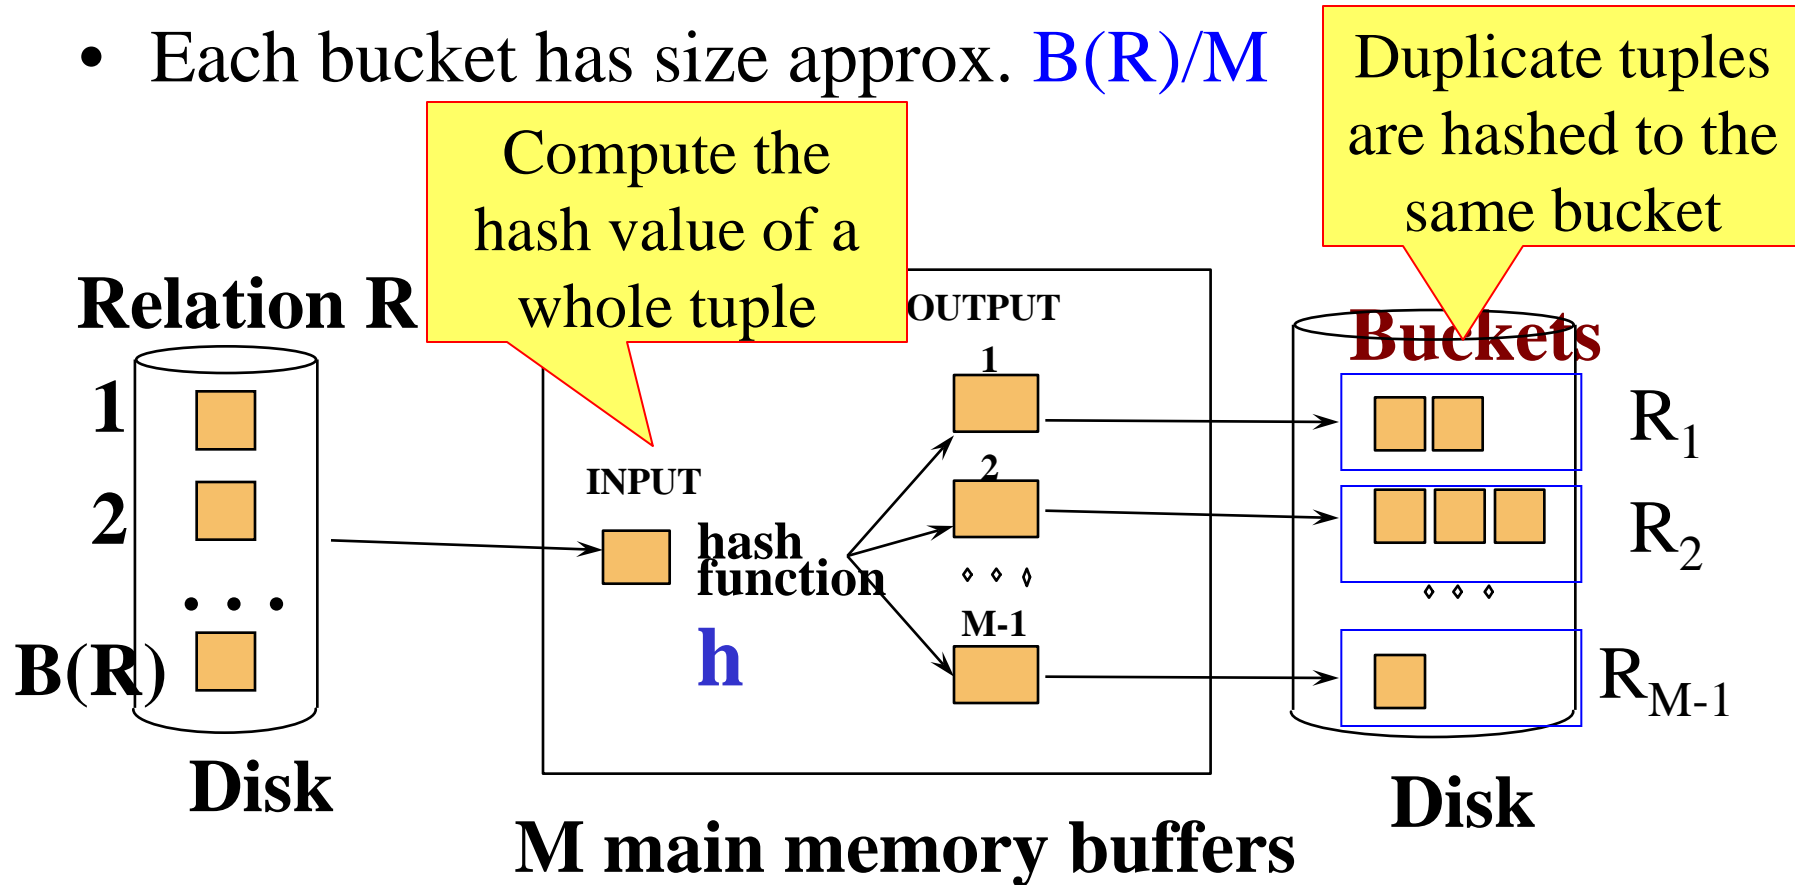 • Each bucket has size approx. B(R)/M
Duplicate tuples
are hashed to the
same bucket
Compute the
hash value of a
whole tuple
Relation R
OUTPUT
Buckets
1
1
R1
INPUT
2
2
hash
function
R2
. . .
h
M-1
B(R)
RM-1
Disk
Disk
M main memory buffers